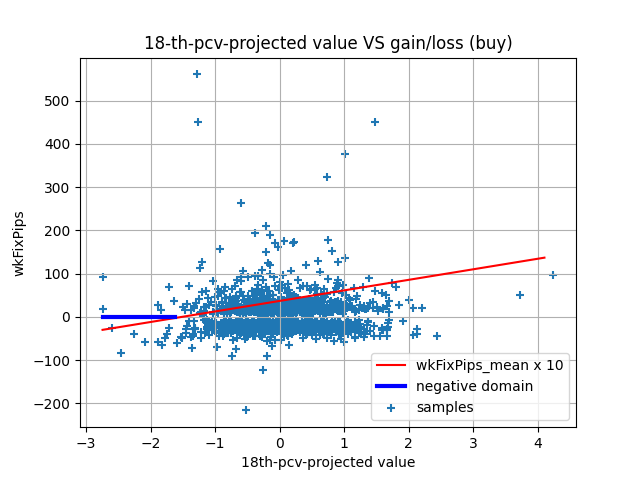 18-th-pcv-projected value VS gain/loss (buy)
wkFixPips
500
400
300
200
100
0
−100
−200
−3 −2 −1 0 1 2 3 4
18th-pcv-projected value
wkFixPips_mean x 10
negative domain
samples